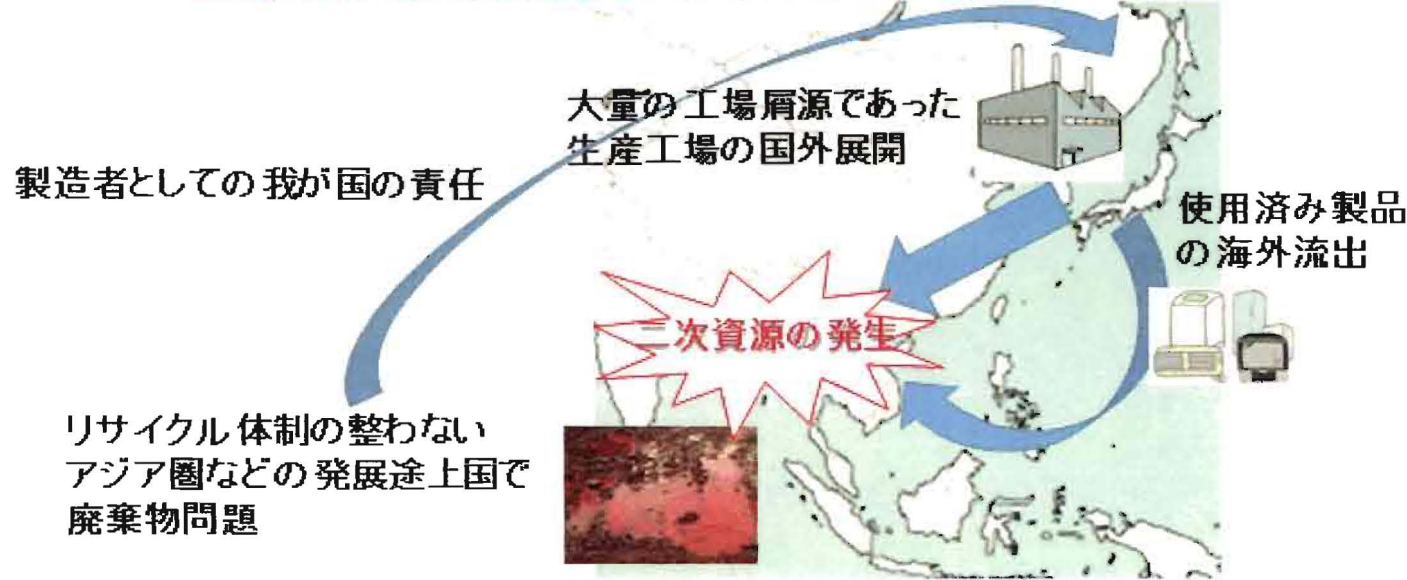 大量の工場屑源であった
生産工場の国外展開
製造者としての我が国の責任
使用済み製品
の海外流出
二次資源の発生
リサイクル体制の整わない
アジア圏などの発展途上国で
廃棄物問題